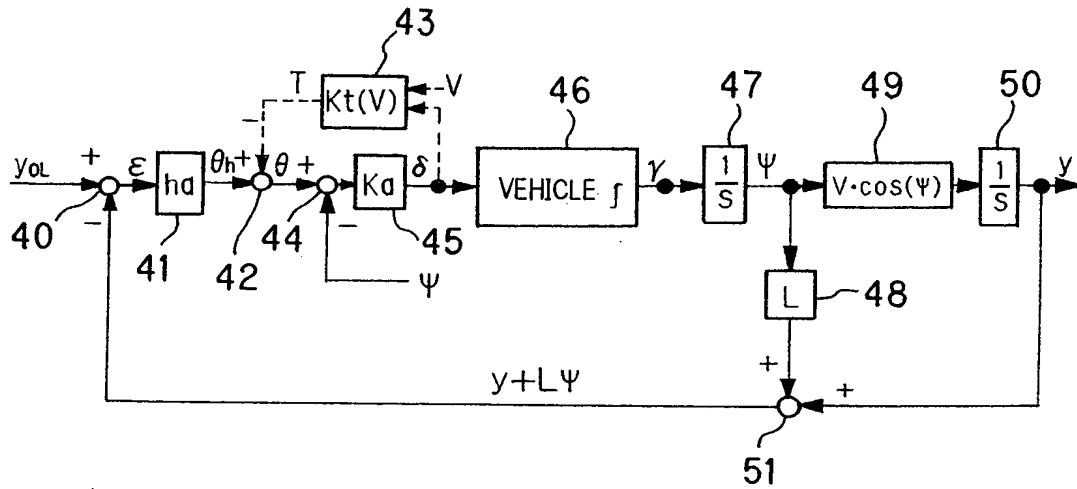 43
T
Kt(V)
V
−
46
47
49
50
yOL
+
ε
ha
θh
+
θ
+
Ka
δ
VEHICLE ∫
γ
1/S
Ψ
V·cos(Ψ)
1/S
y
−
40
41
42
44
−
45
Ψ
L
48
+
y+LΨ
+
51